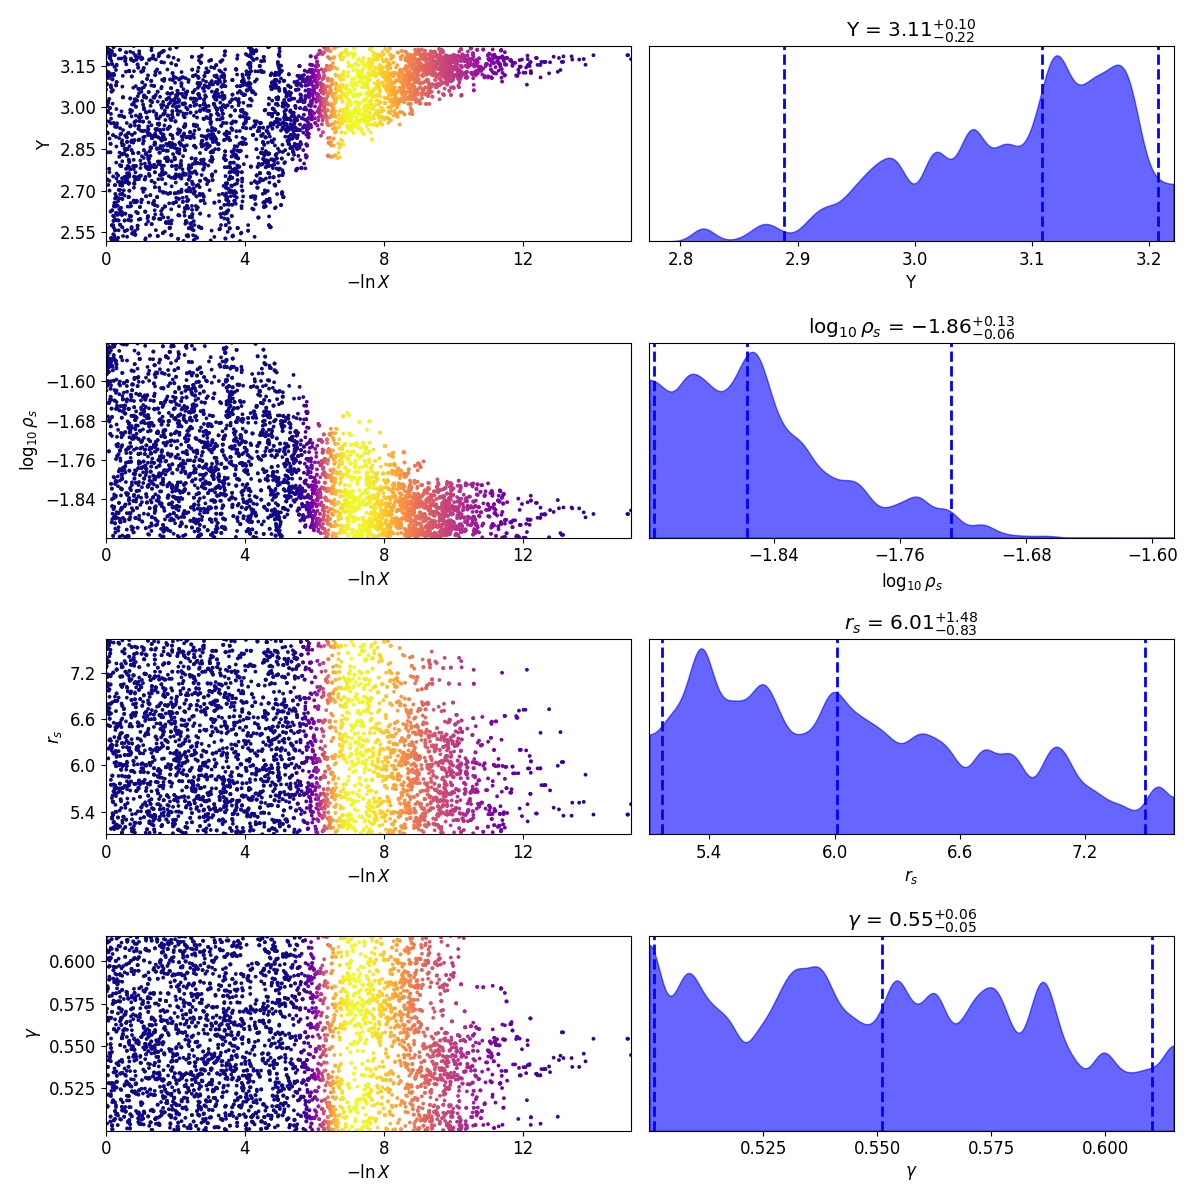 Y = 3.11^{+0.10}_{−0.22}
3.15
3.00
2.85
2.70
2.55
Y
0 4 8 12
−ln X
2.8 2.9 3.0 3.1 3.2
Y
log₁₀ ρₛ = −1.86^{+0.13}_{−0.06}
−1.60
−1.68
−1.76
−1.84
log₁₀ ρₛ
0 4 8 12
−ln X
−1.84 −1.76 −1.68 −1.60
log₁₀ ρₛ
rₛ = 6.01^{+1.48}_{−0.83}
7.2
6.6
6.0
5.4
rₛ
0 4 8 12
−ln X
5.4 6.0 6.6 7.2
rₛ
γ = 0.55^{+0.06}_{−0.05}
0.600
0.575
0.550
0.525
γ
0 4 8 12
−ln X
0.525 0.550 0.575 0.600
γ